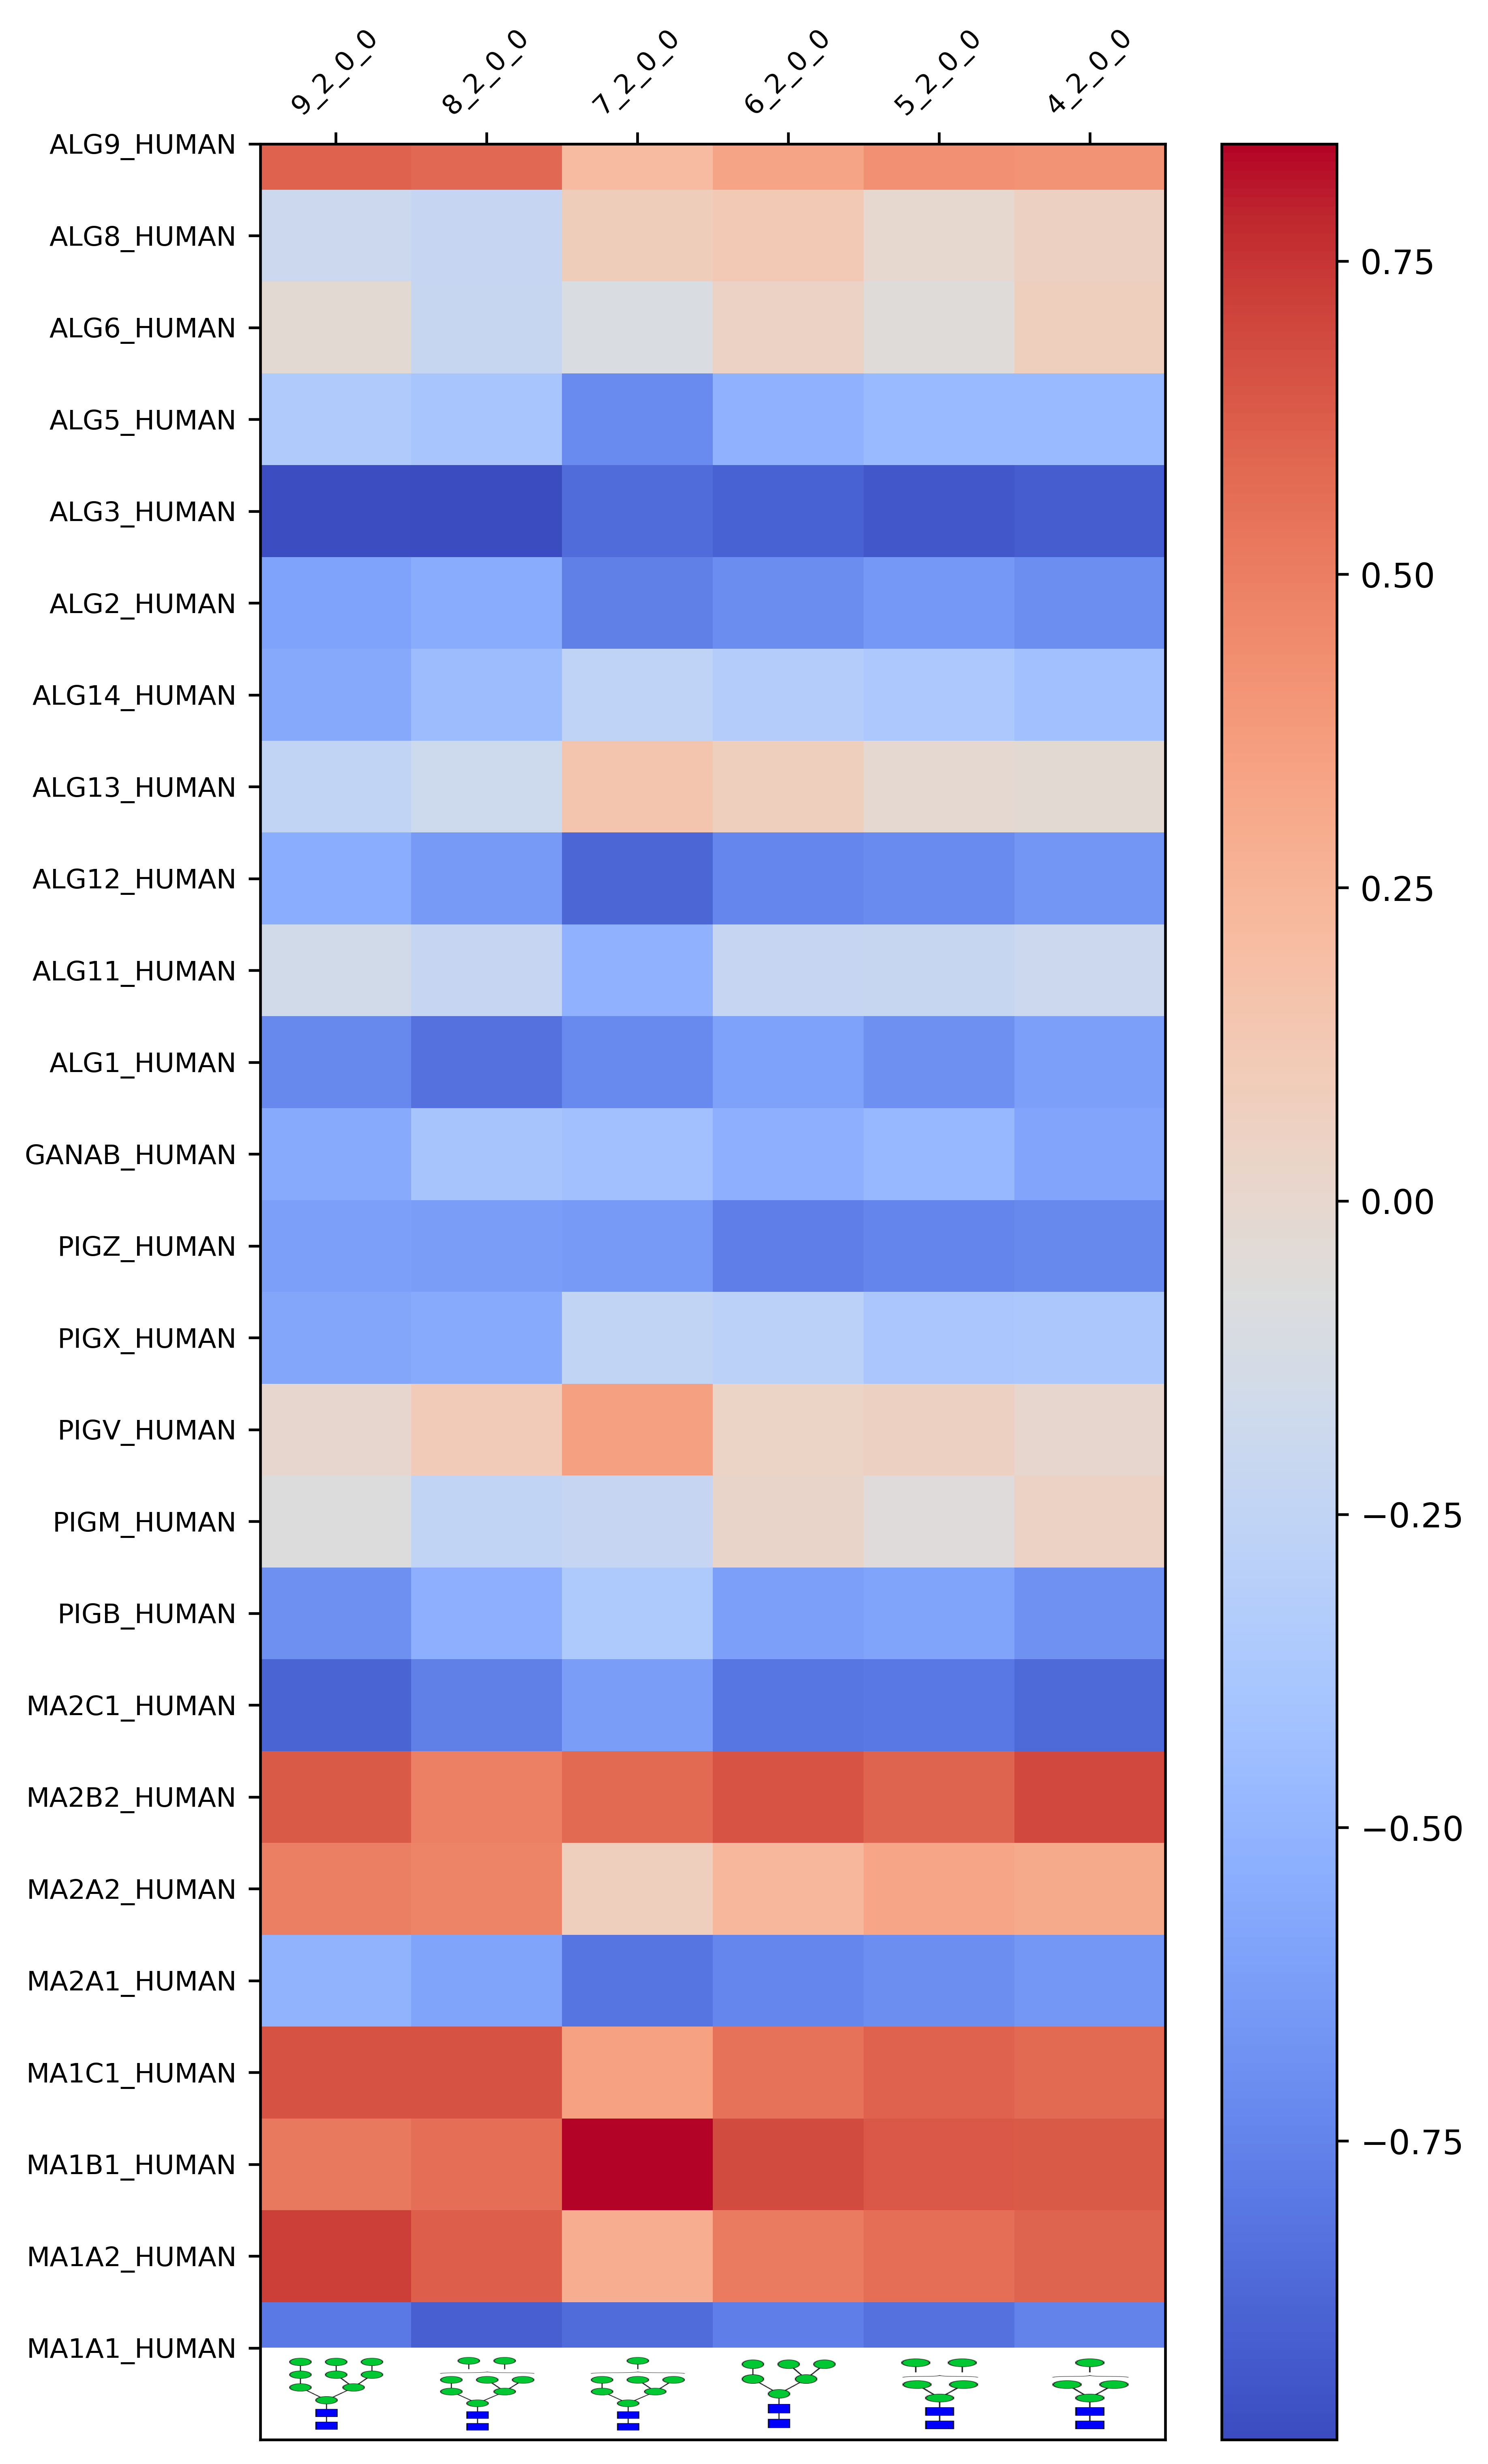 9_2_0_0
8_2_0_0
7_2_0_0
6_2_0_0
5_2_0_0
4_2_0_0
ALG9_HUMAN
ALG8_HUMAN
ALG6_HUMAN
ALG5_HUMAN
ALG3_HUMAN
ALG2_HUMAN
ALG14_HUMAN
ALG13_HUMAN
ALG12_HUMAN
ALG11_HUMAN
ALG1_HUMAN
GANAB_HUMAN
PIGZ_HUMAN
PIGX_HUMAN
PIGV_HUMAN
PIGM_HUMAN
PIGB_HUMAN
MA2C1_HUMAN
MA2B2_HUMAN
MA2A2_HUMAN
MA2A1_HUMAN
MA1C1_HUMAN
MA1B1_HUMAN
MA1A2_HUMAN
MA1A1_HUMAN
0.75
0.50
0.25
0.00
−0.25
−0.50
−0.75